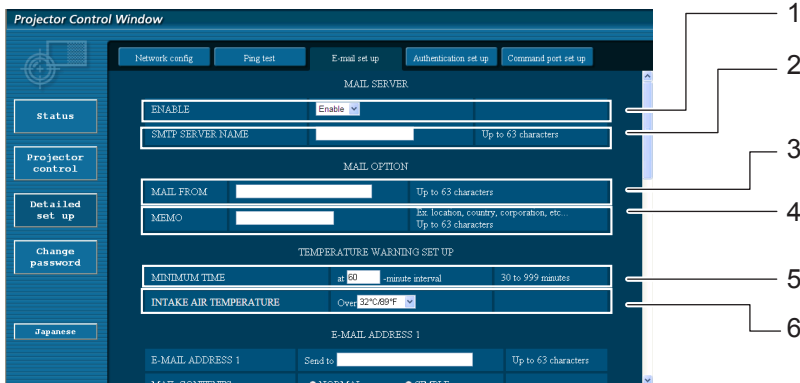 Projector Control Window
Network config
Ping test
E-mail set up
Authentication set up
Command port set up
MAIL SERVER
ENABLE
Enable
SMTP SERVER NAME
Up to 63 characters
MAIL OPTION
MAIL FROM
Up to 63 characters
MEMO
Ex. location, country, corporation, etc...
Up to 63 characters
TEMPERATURE WARNING SET UP
MINIMUM TIME
at 60 -minute interval
30 to 999 minutes
INTAKE AIR TEMPERATURE
Over 32°C/89°F
E-MAIL ADDRESS 1
E-MAIL ADDRESS 1
Send to
Up to 63 characters
MAIL CONTENTS
NORMAL
SIMPLE
Status
Projector
control
Detailed
set up
Change
password
Japanese
1
2
3
4
5
6